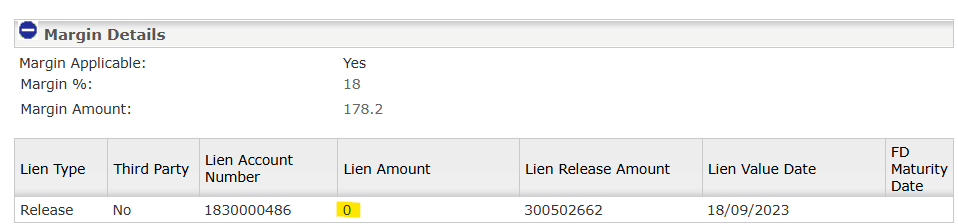 Margin Details
Margin Applicable: Yes
Margin %: 18
Margin Amount: 178.2
Lien Type Third Party Lien Account Number Lien Amount Lien Release Amount Lien Value Date FD Maturity Date
Release No 1830000486 0 300502662 18/09/2023